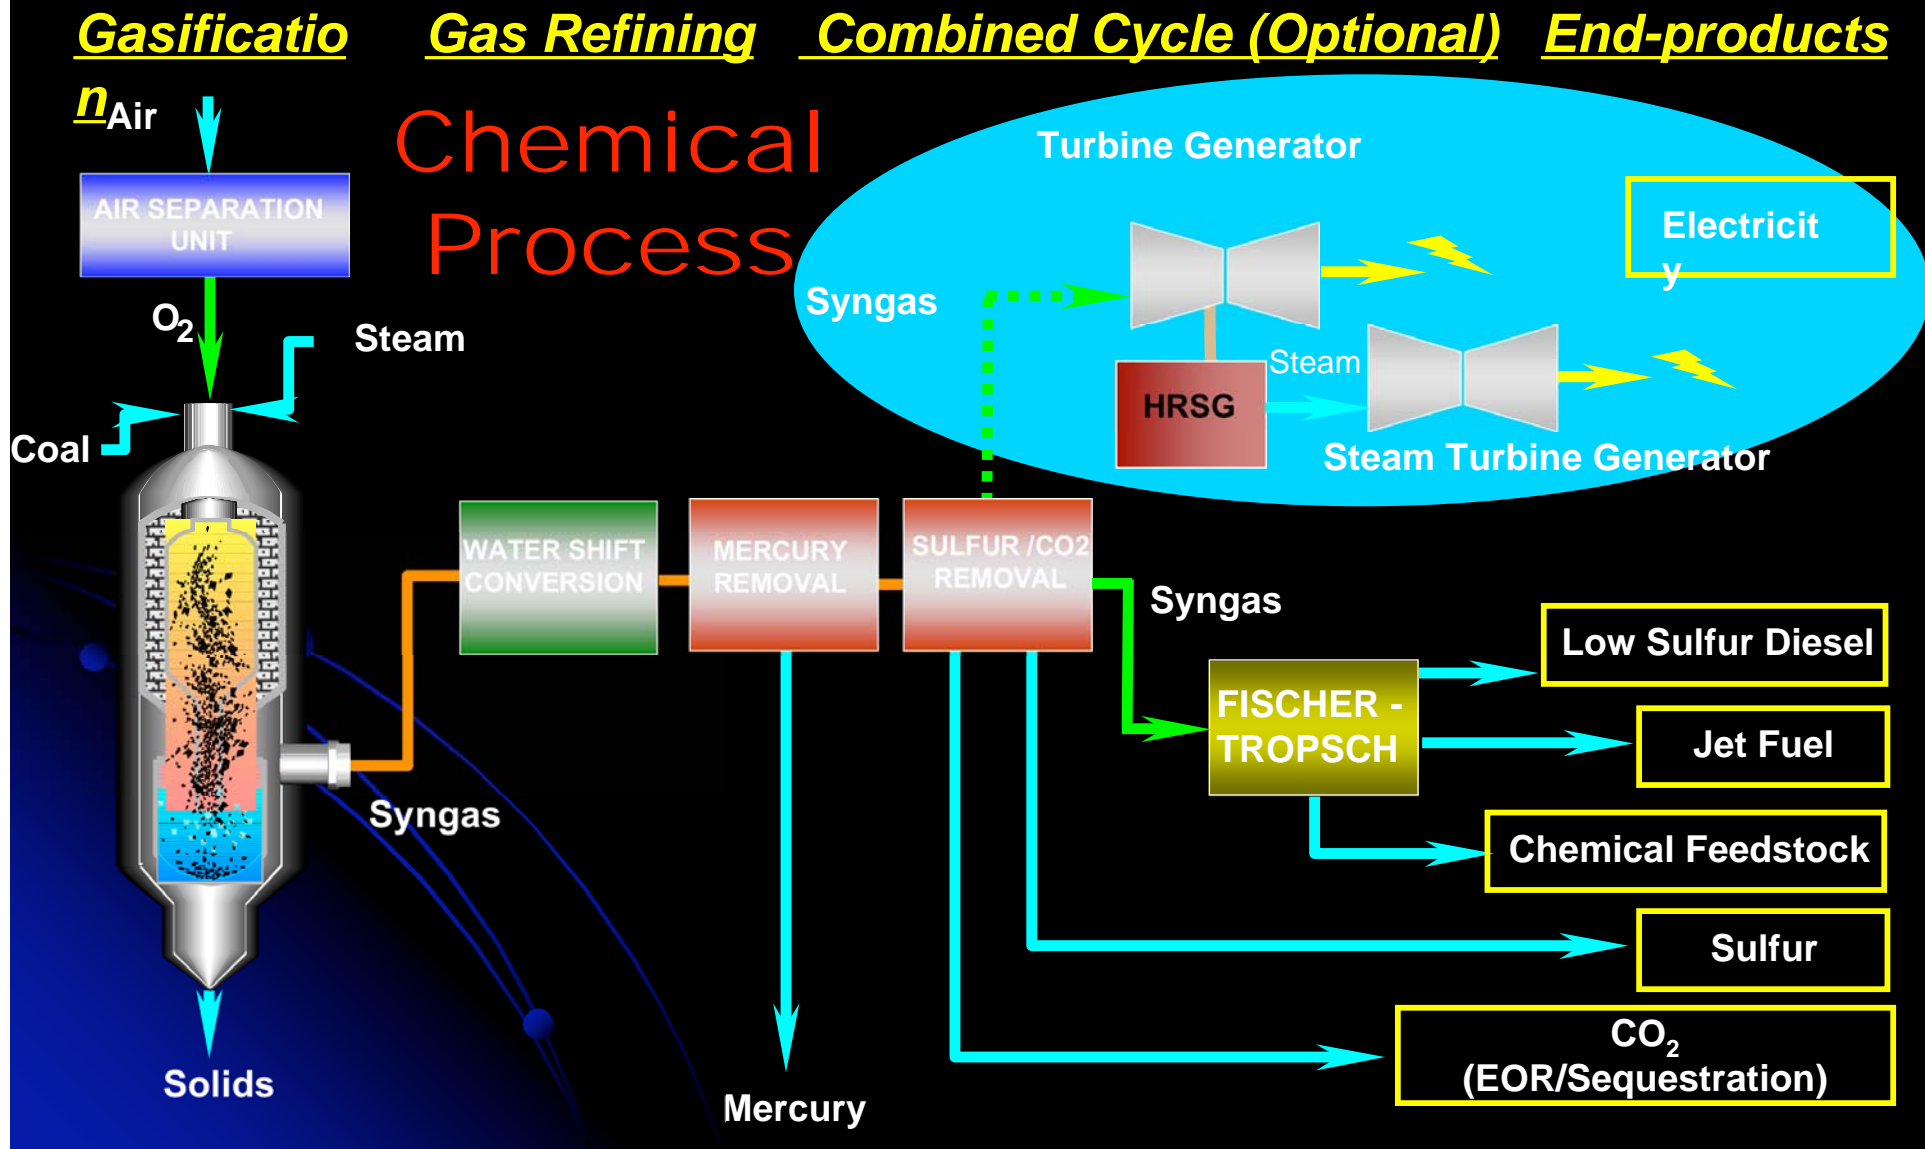 Gasificatio
n
Gas Refining
Combined Cycle (Optional)
End-products
Air
Chemical
Process
AIR SEPARATION
UNIT
O2
Steam
Coal
Turbine Generator
Electricit
y
Syngas
Steam
HRSG
Steam Turbine Generator
WATER SHIFT
CONVERSION
MERCURY
REMOVAL
SULFUR /CO2
REMOVAL
Syngas
Low Sulfur Diesel
FISCHER -
TROPSCH
Jet Fuel
Syngas
Chemical Feedstock
Sulfur
CO2
(EOR/Sequestration)
Solids
Mercury